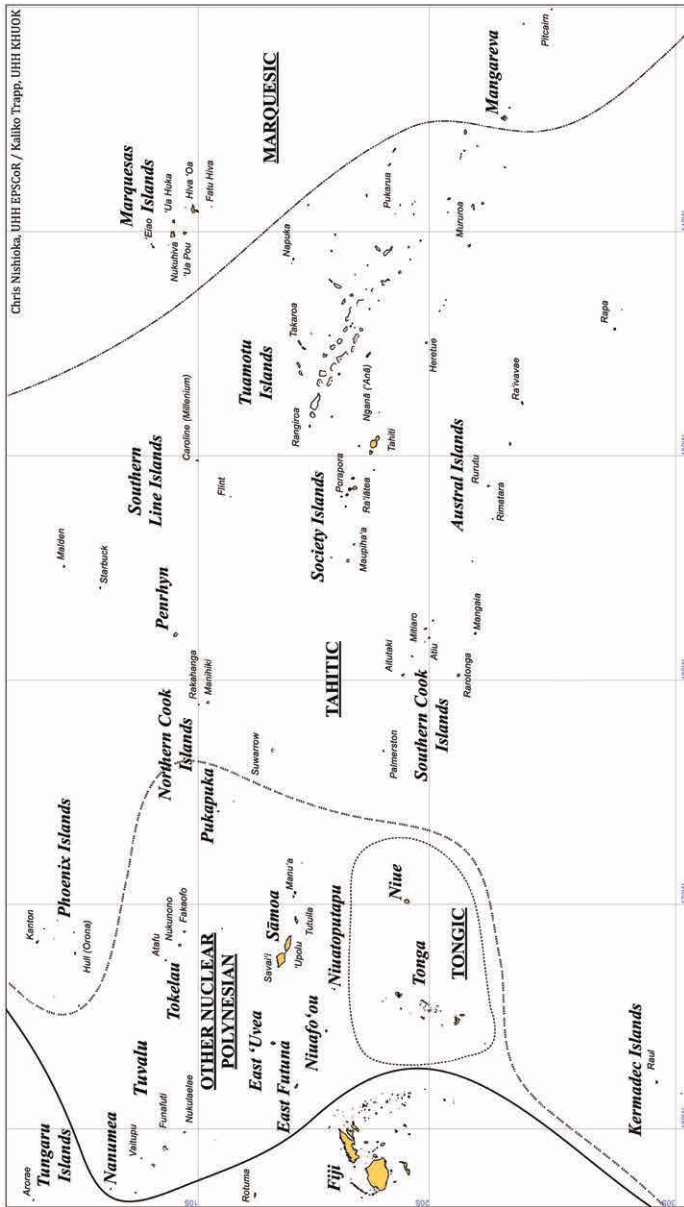 Chris Nishioka, UHH EPSCoR / Kaliko Trapp, UHH KHUOK
Arorae
Tungaru
Islands
Nanumea
Vaitupu
Tuvalu
Funafuti
Nukulaelae
Rotuma
Fiji
Kanton
Phoenix Islands
Hull (Orona)
Atafu
Nukunono
Fakaofo
Tokelau
OTHER NUCLEAR
POLYNESIAN
East ‘Uvea
East Futuna
Niuafo‘ou
Savai‘i
Sāmoa
‘Upolu
Tutuila
Manu‘a
Niuatoputapu
Tonga
Niue
TONGIC
Kermadec Islands
Raul
Malden
Starbuck
Penrhyn
Northern Cook
Islands
Rakahanga
Manihiki
Pukapuka
Suwarrow
TAHITIC
Palmerston
Aitutaki
Mitiaro
Atiu
Southern Cook
Islands
Rarotonga
Mangaia
Southern
Line Islands
Caroline (Millenium)
Flint
Society Islands
Porapora
Ra‘iātea
Maupiha‘a
Tahiti
Austral Islands
Rurutu
Rimatara
Ra‘ivavae
Rapa
Marquesas
Islands
‘Eiao
‘Ua Huka
Nukuhiva
Hiva ‘Oa
‘Ua Pou
Fatu Hiva
MARQUESIC
Tuamotu
Islands
Takaroa
Napuka
Rangiroa
Nganā (‘Anā)
Heretue
Pukarua
Mururoa
Mangareva
Pitcairn
10S
20S